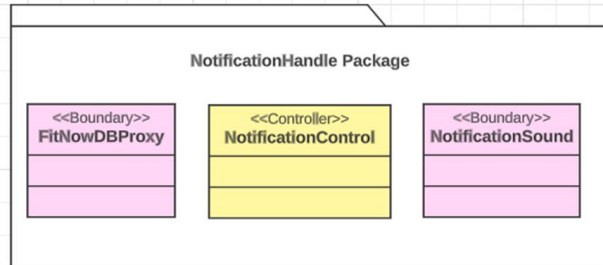 NotificationHandle Package
<<Boundary>>
FitNowDBProxy
<<Controller>>
NotificationControl
<<Boundary>>
NotificationSound